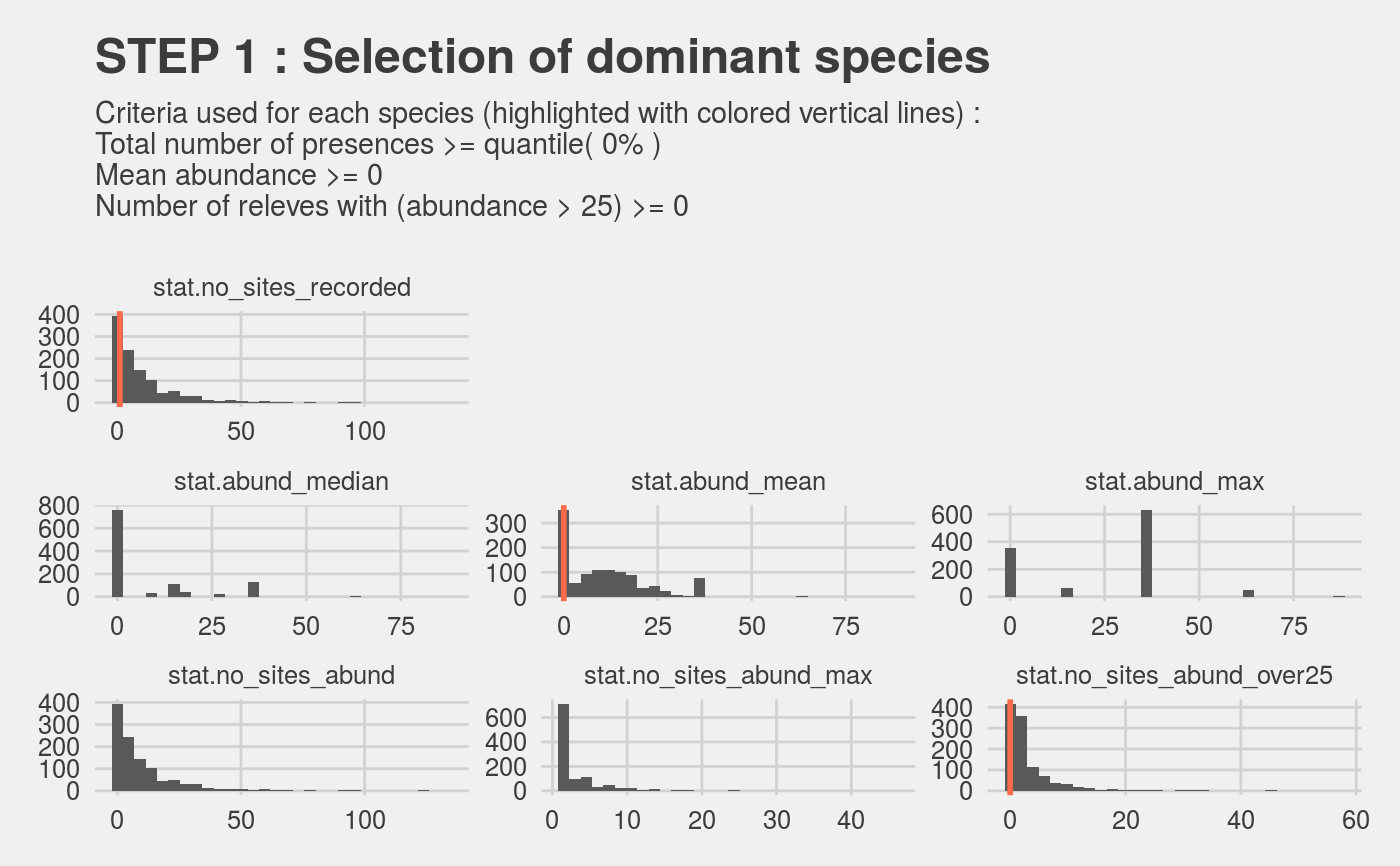 STEP 1 : Selection of dominant species
Criteria used for each species (highlighted with colored vertical lines) :
Total number of presences >= quantile( 0% )
Mean abundance >= 0
Number of releves with (abundance > 25) >= 0
stat.no_sites_recorded
400
300
200
100
0
0 50 100
stat.abund_median stat.abund_mean stat.abund_max
800
600
400
200
0
0 25 50 75
300
200
100
0
0 25 50 75
600
400
200
0
0 25 50 75
stat.no_sites_abund stat.no_sites_abund_max stat.no_sites_abund_over25
400
300
200
100
0
0 50 100
600
400
200
0
0 10 20 30 40
400
300
200
100
0
0 20 40 60